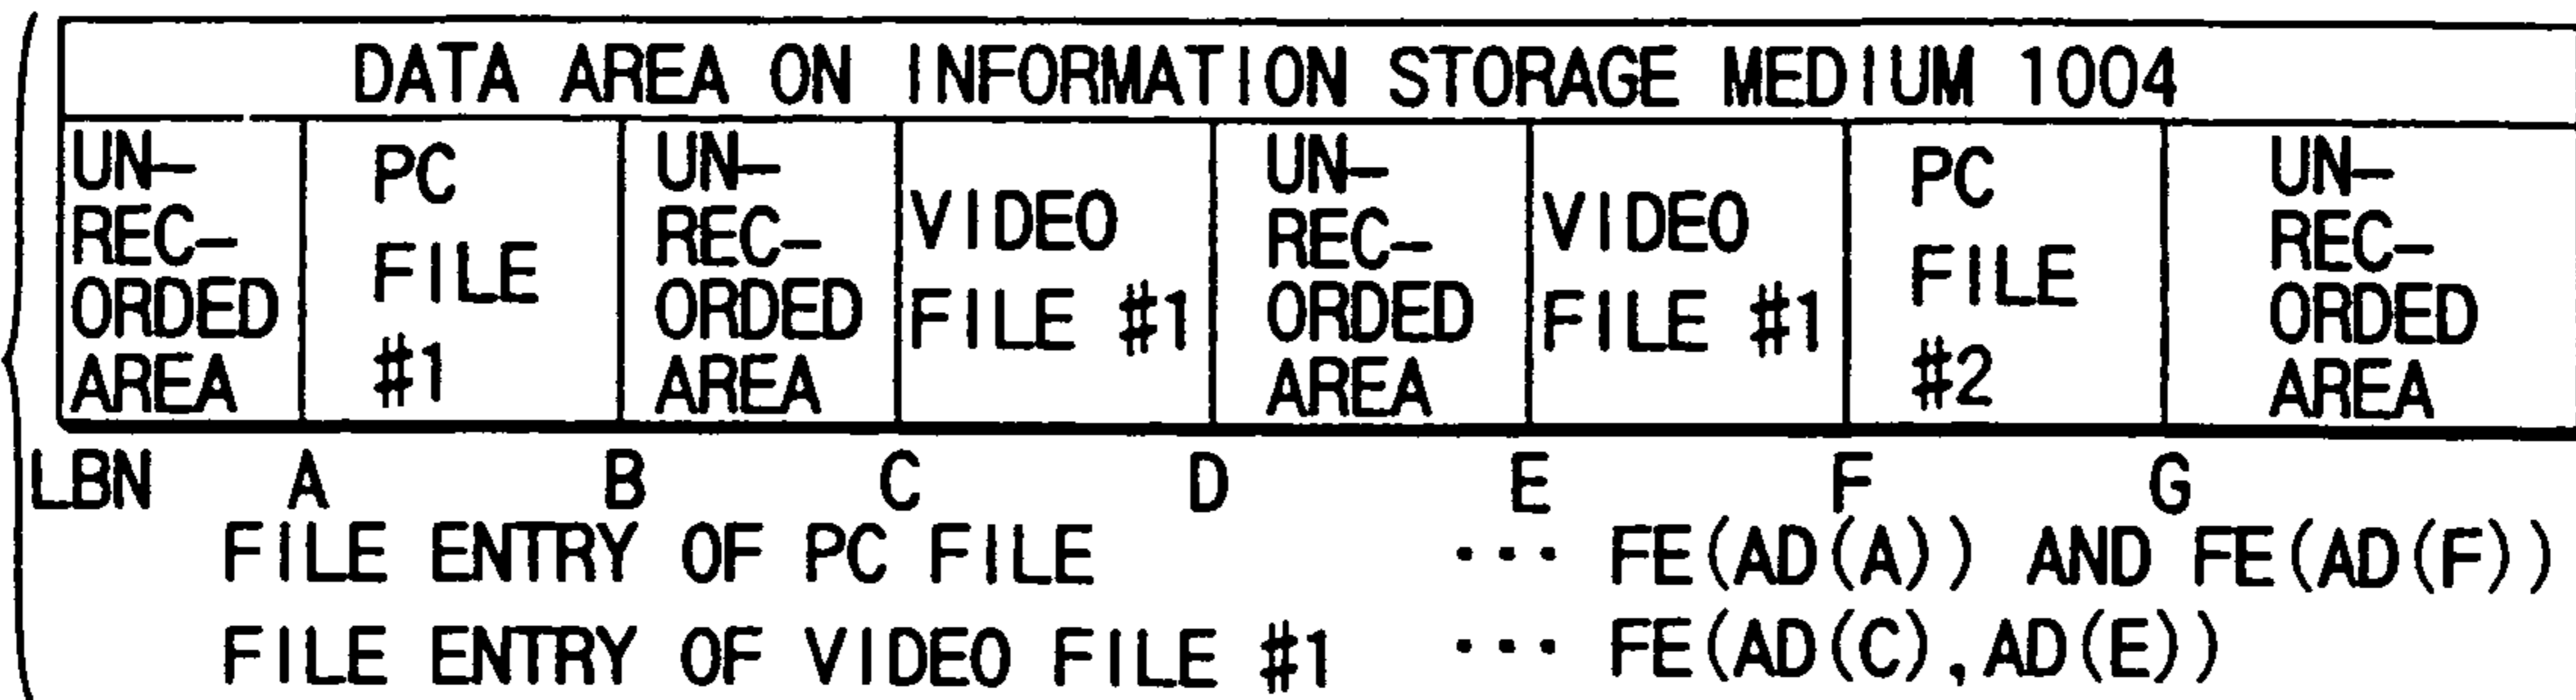 DATA AREA ON INFORMATION STORAGE MEDIUM 1004
UN-
REC-
ORDED
AREA
PC
FILE
#1
UN-
REC-
ORDED
AREA
VIDEO
FILE #1
UN-
REC-
ORDED
AREA
VIDEO
FILE #1
PC
FILE
#2
UN-
REC-
ORDED
AREA
LBN A B C D E F G
FILE ENTRY OF PC FILE ··· FE(AD(A)) AND FE(AD(F))
FILE ENTRY OF VIDEO FILE #1 ··· FE(AD(C),AD(E))